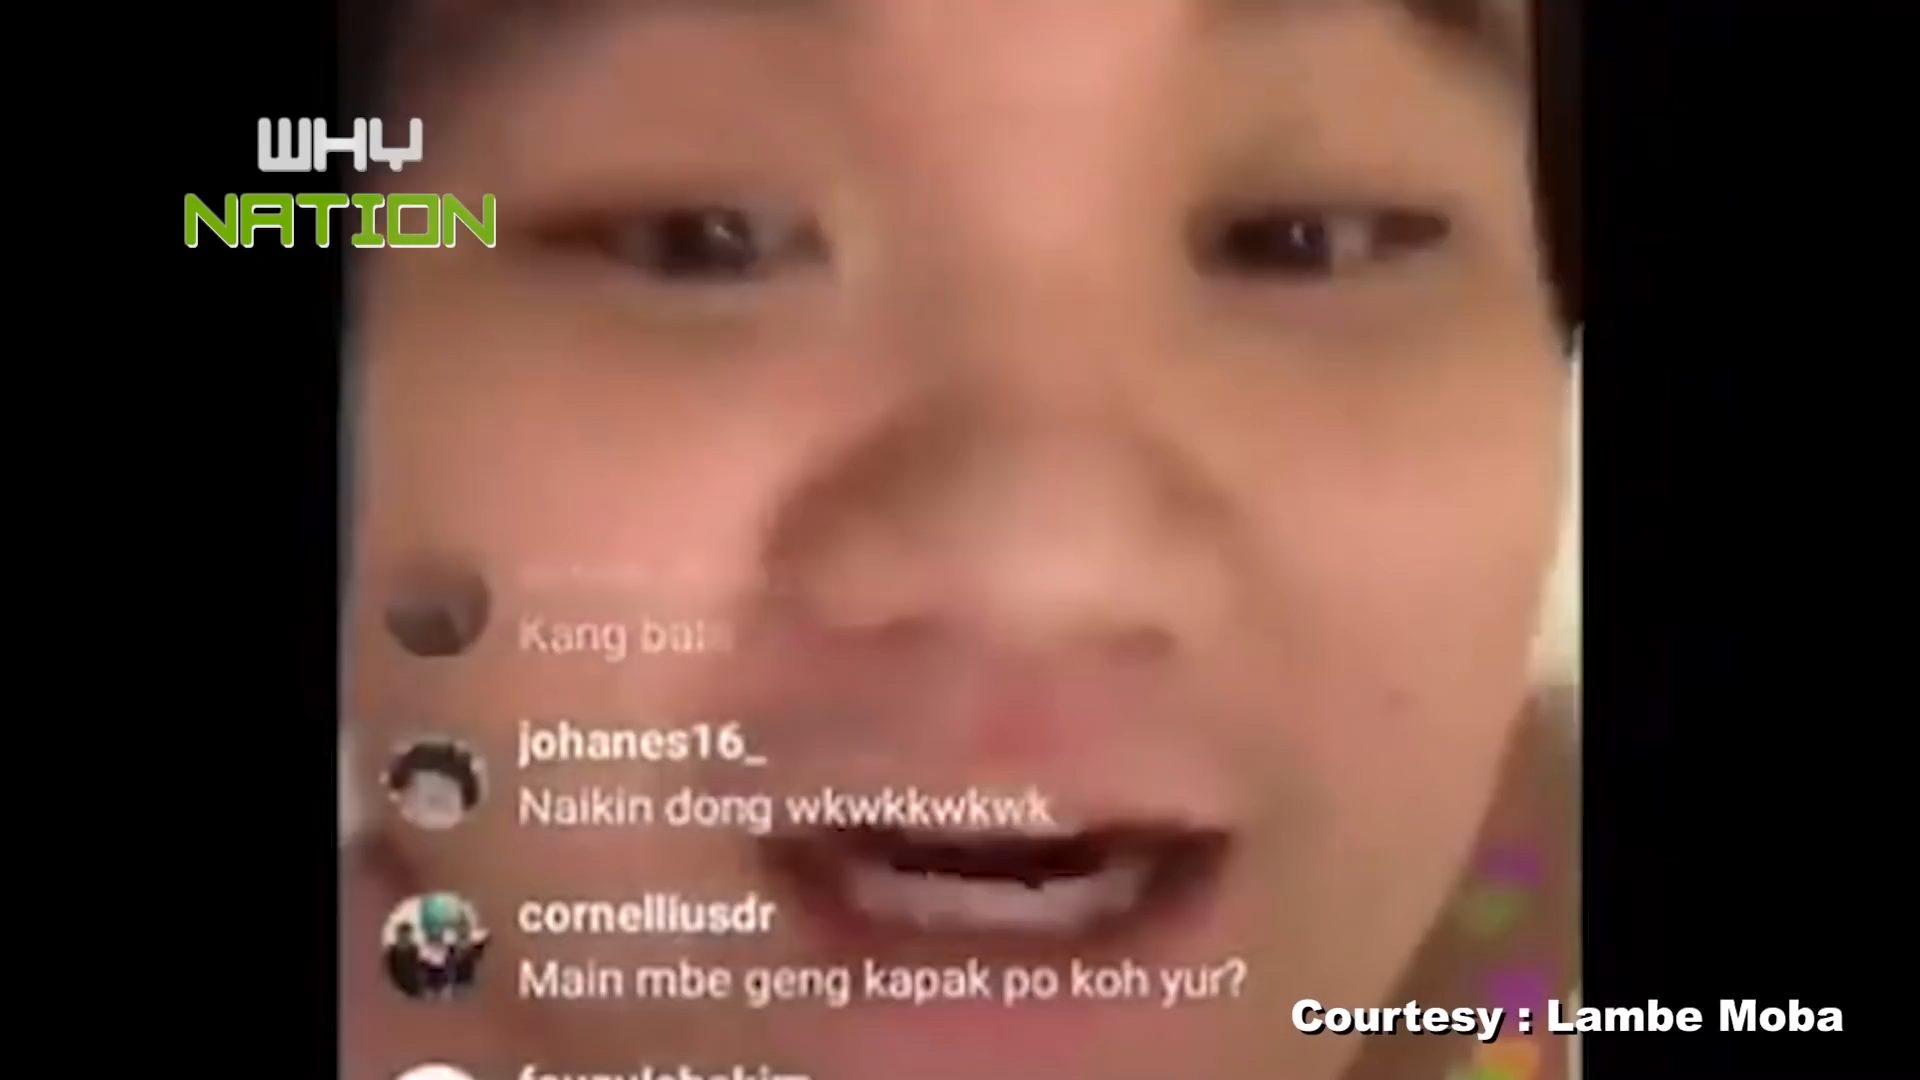 WHY
NATION
Kang
johanes16_
Naikin dong wkwkkwkwk
cornelliusdr
Main mbe geng kapak po koh yur?
Courtesy : Lambe Moba